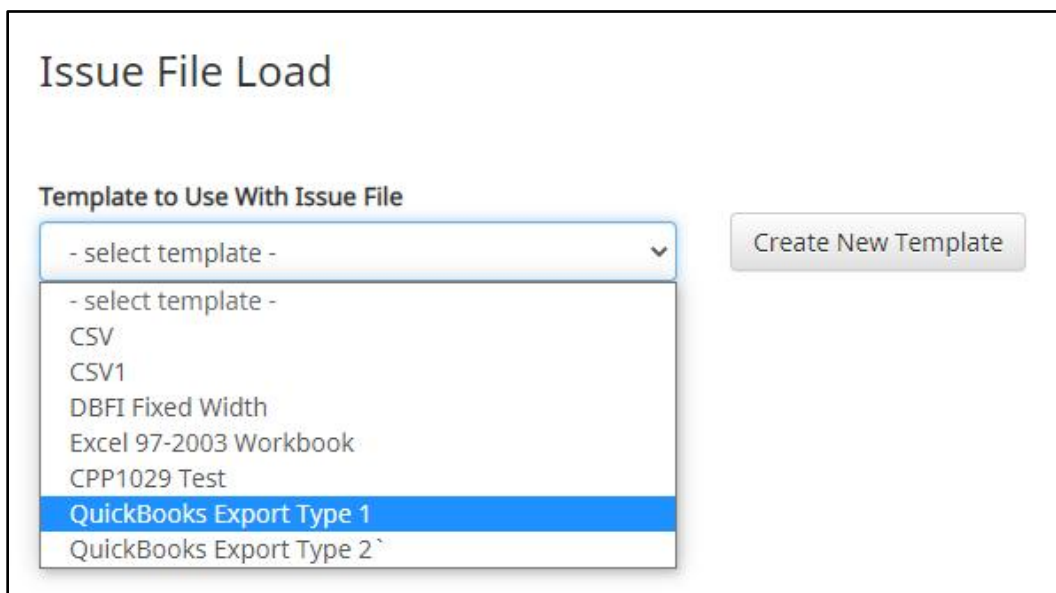 Issue File Load
Template to Use With Issue File
- select template -
Create New Template
- select template -
CSV
CSV1
DBFI Fixed Width
Excel 97-2003 Workbook
CPP1029 Test
QuickBooks Export Type 1
QuickBooks Export Type 2`